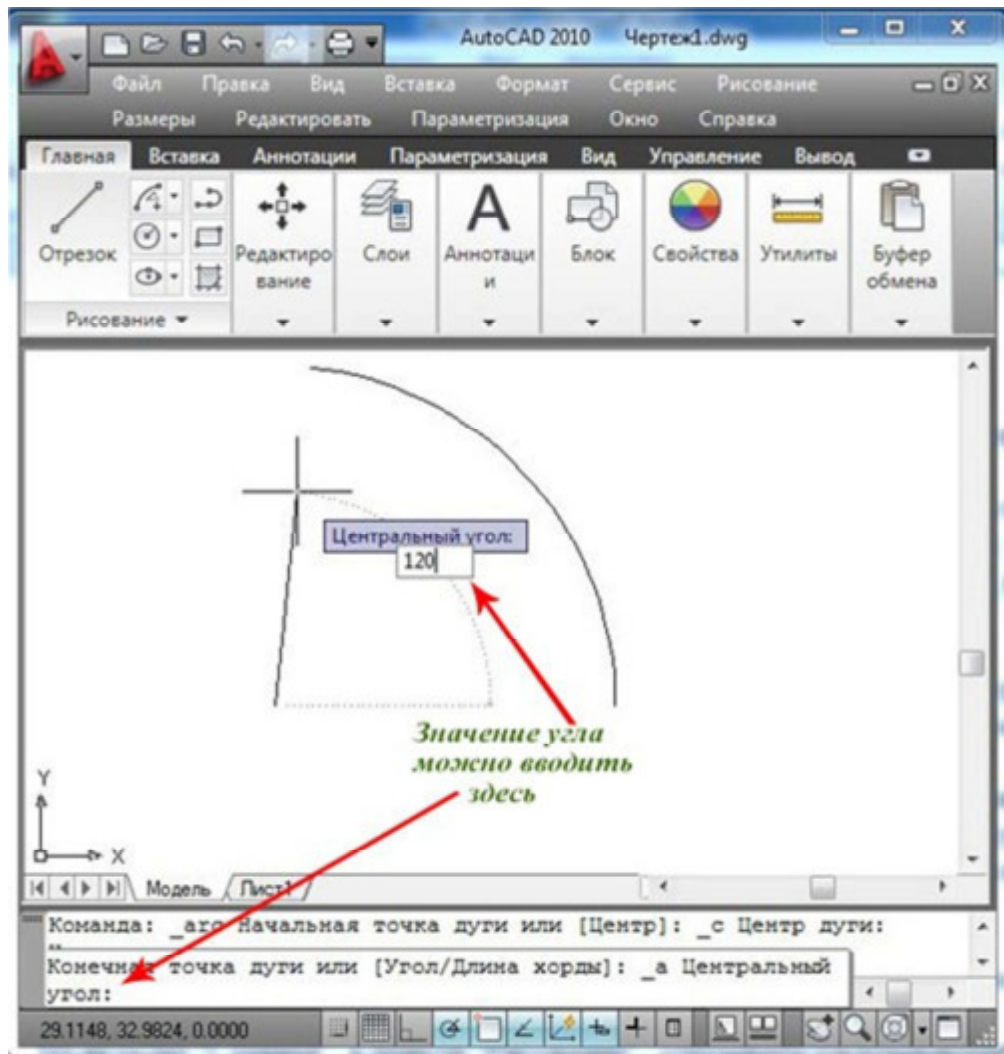 AutoCAD 2010 Чертеж1.dwg
Файл Правка Вид Вставка Формат Сервис Рисование
Размеры Редактировать Параметризация Окно Справка
Главная Вставка Аннотации Параметризация Вид Управление Вывод
Отрезок
Редактиро
вание
Слои
Аннотаци
и
Блок
Свойства
Утилиты
Буфер
обмена
Рисование
Центральный угол:
120
Значение угла
можно вводить
здесь
Y
X
Модель Лист1
Команда: _arc Начальная точка дуги или [Центр]: _c Центр дуги:
Конечная точка дуги или [Угол/Длина хорды]: _a Центральный
угол:
29.1148, 32.9824, 0.0000